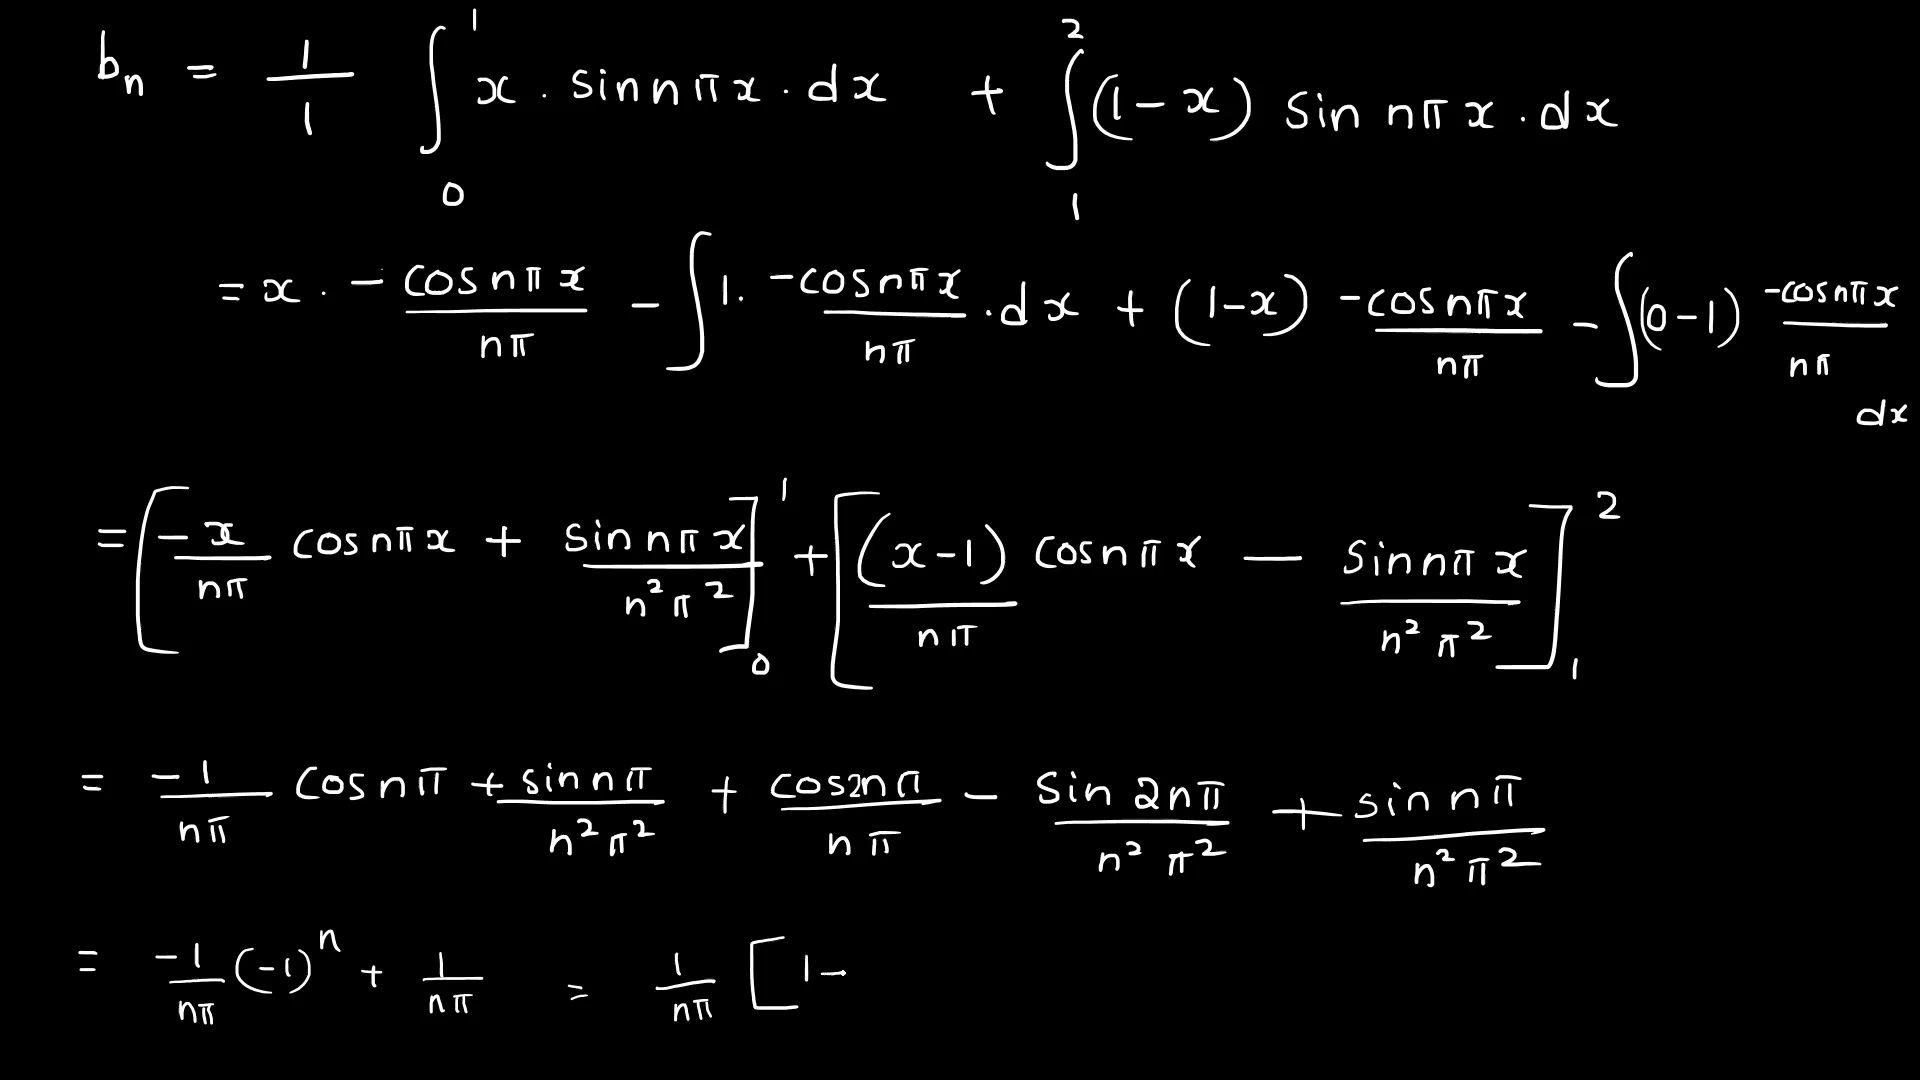 bₙ = 1/1 ∫₀¹ x · sin nπx · dx + ∫₁² (1-x) sin nπx · dx
= x · -cos nπx/nπ - ∫ 1 · -cos nπx/nπ · dx + (1-x) -cos nπx/nπ - ∫ (0-1) -cos nπx/nπ dx
= [-x/nπ cos nπx + sin nπx/n²π²]₀¹ + [(x-1)/nπ cos nπx - sin nπx/n²π²]₁²
= -1/nπ cos nπ + sin nπ/n²π² + cos 2nπ/nπ - sin 2nπ/n²π² + sin nπ/n²π²
= -1/nπ (-1)ⁿ + 1/nπ = 1/nπ [1-